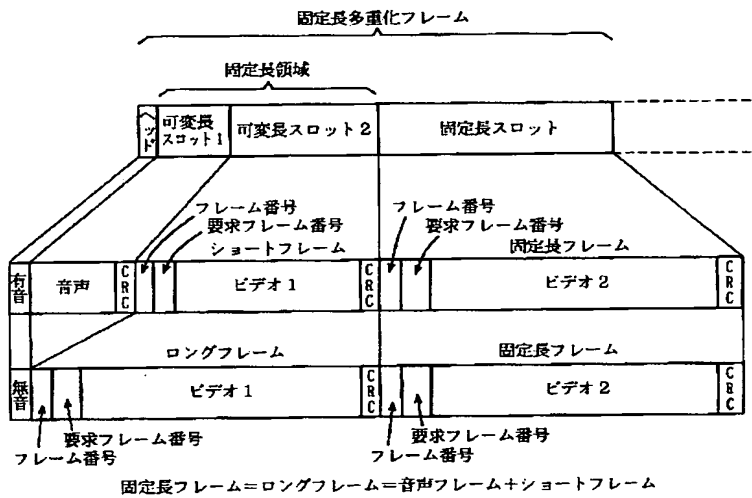 固定長多重化フレーム
固定長領域
ヘッド
可変長
スロット1
可変長スロット2
固定長スロット
フレーム番号
要求フレーム番号
ショートフレーム
フレーム番号
要求フレーム番号
固定長フレーム
有音
音声
CRC
ビデオ1
CRC
ビデオ2
CRC
ロングフレーム
固定長フレーム
無音
ビデオ1
CRC
ビデオ2
CRC
要求フレーム番号
フレーム番号
要求フレーム番号
フレーム番号
固定長フレーム=ロングフレーム=音声フレーム+ショートフレーム